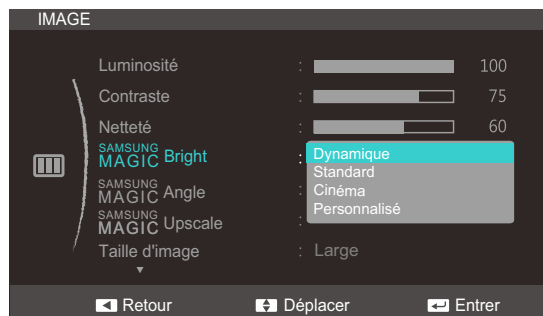 IMAGE
Luminosité : 100
Contraste : 75
Netteté : 60
SAMSUNG MAGIC Bright : Dynamique
Standard
Cinéma
Personnalisé
SAMSUNG MAGIC Angle
SAMSUNG MAGIC Upscale :
Taille d'image : Large
Retour Déplacer Entrer